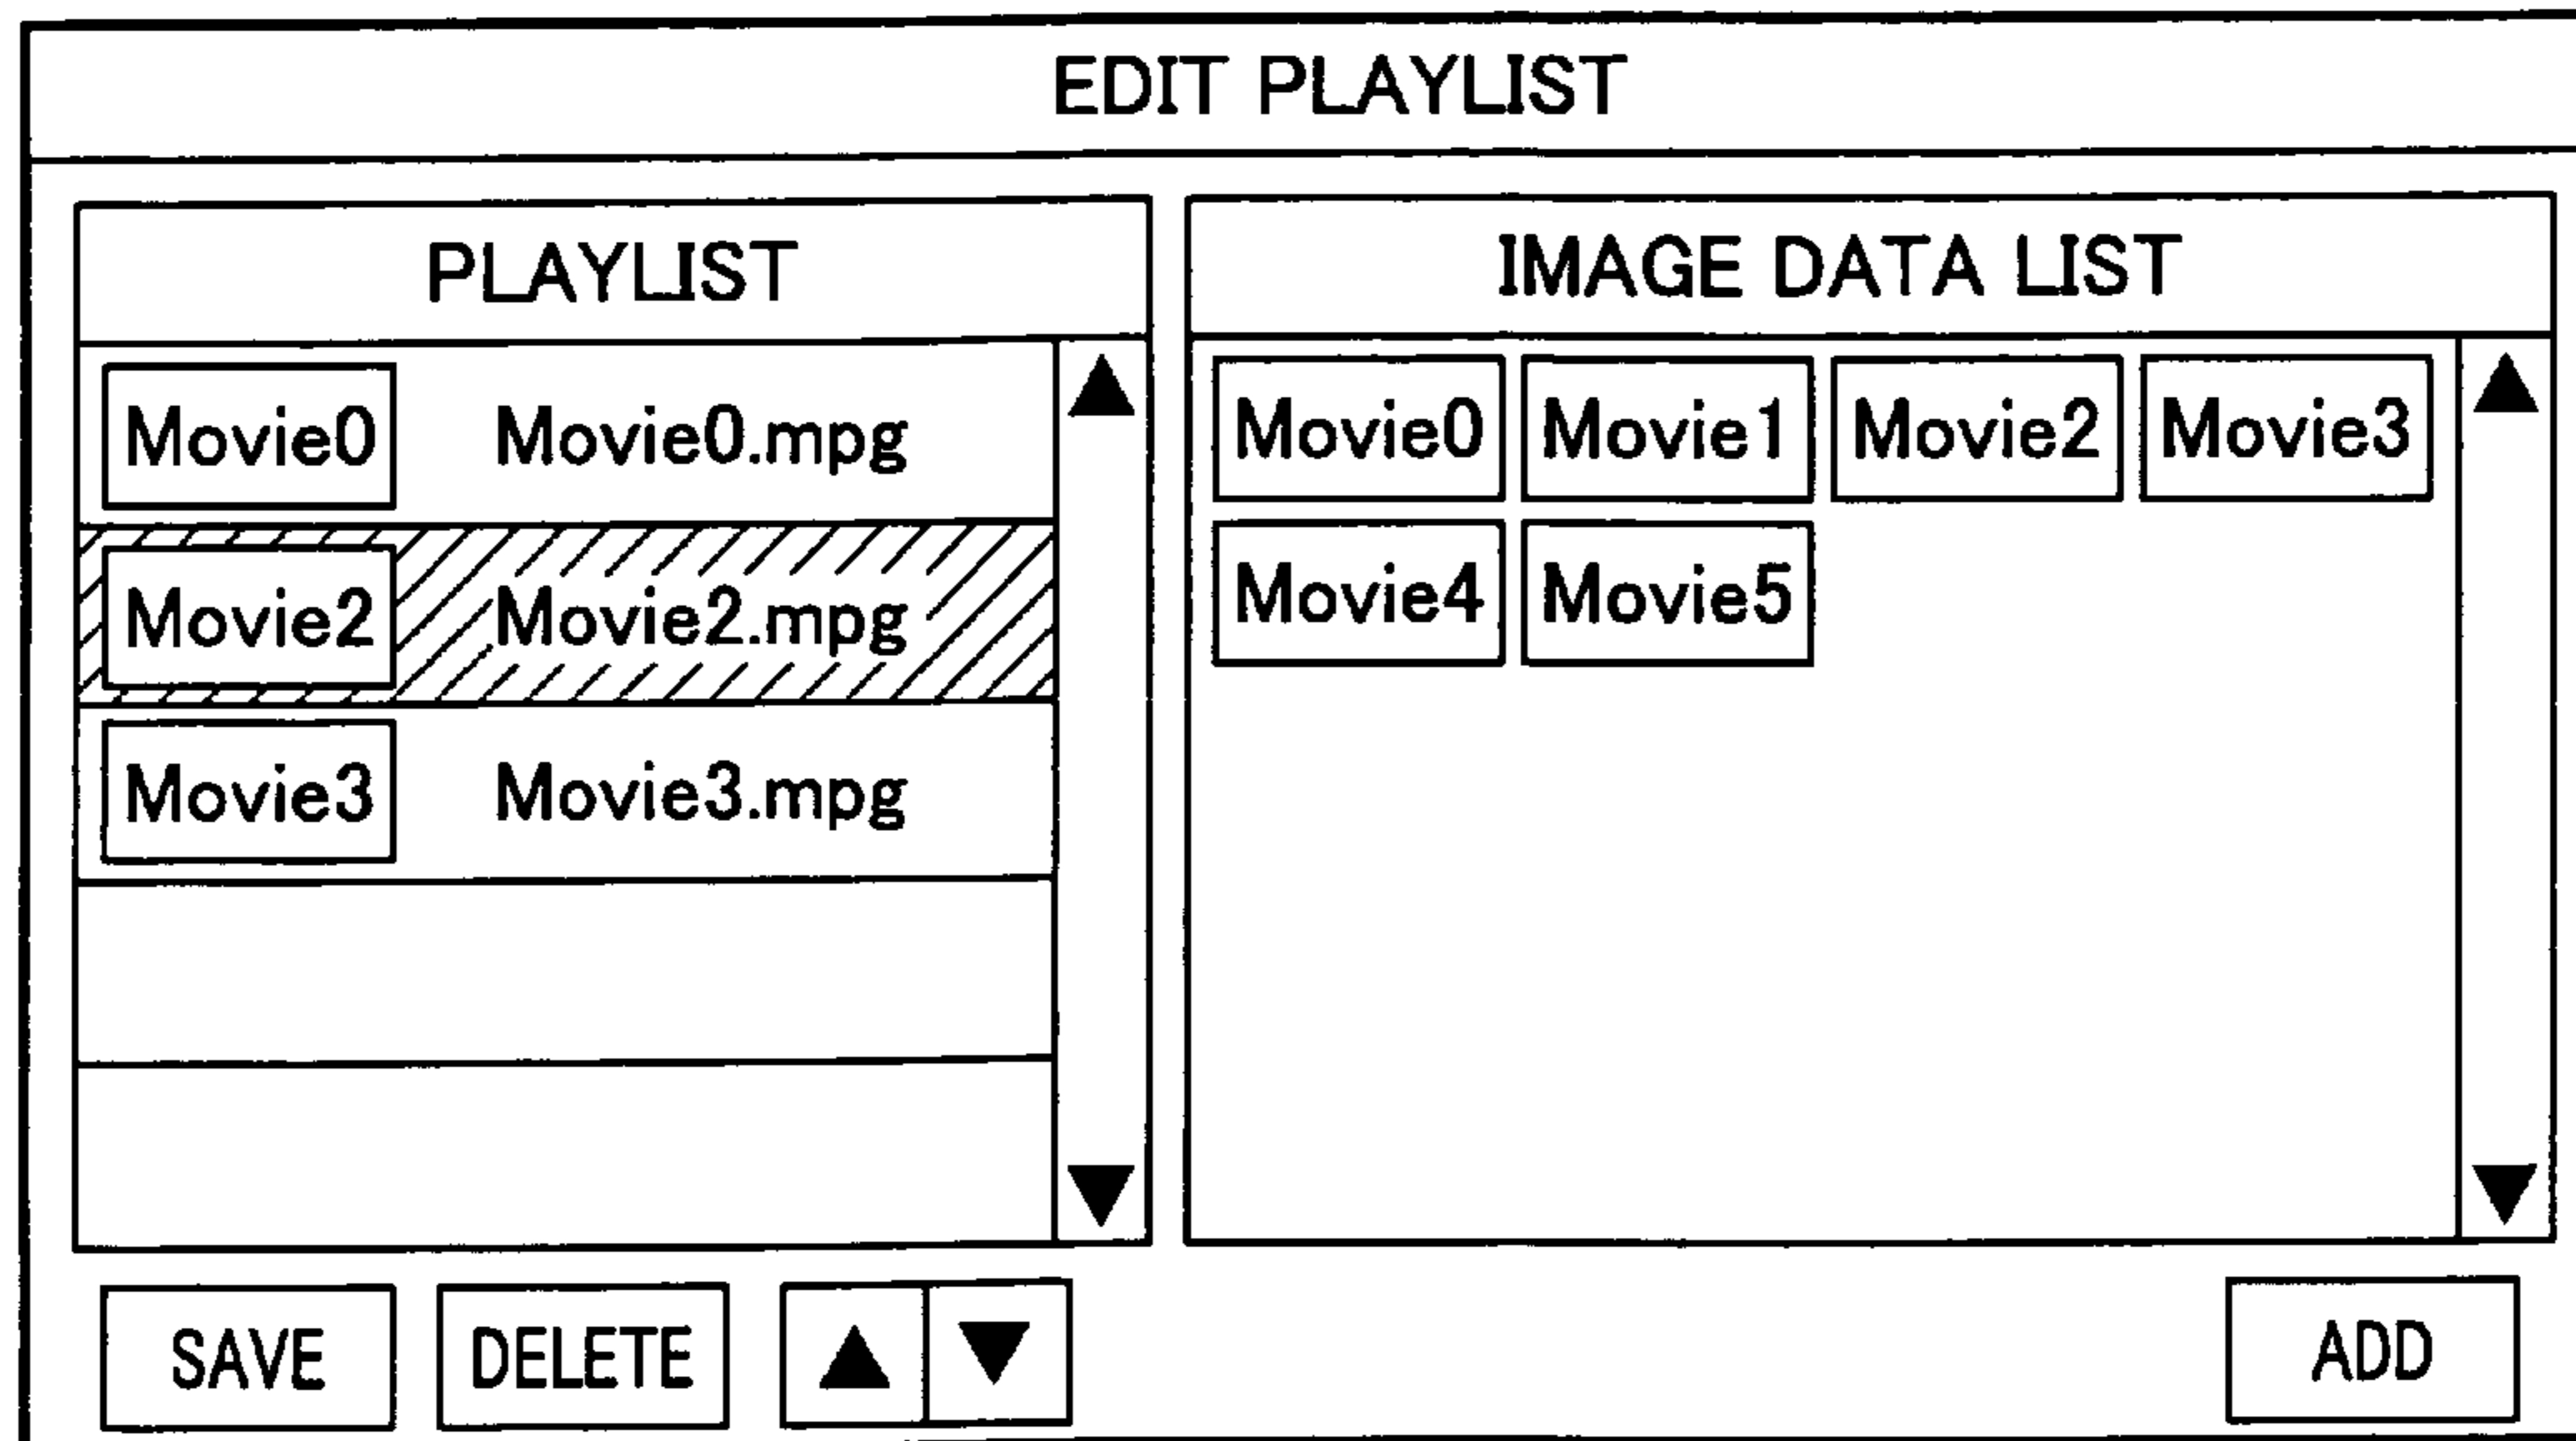 EDIT PLAYLIST
PLAYLIST
Movie0 Movie0.mpg
Movie2 Movie2.mpg
Movie3 Movie3.mpg
IMAGE DATA LIST
Movie0 Movie1 Movie2 Movie3
Movie4 Movie5
SAVE DELETE
ADD